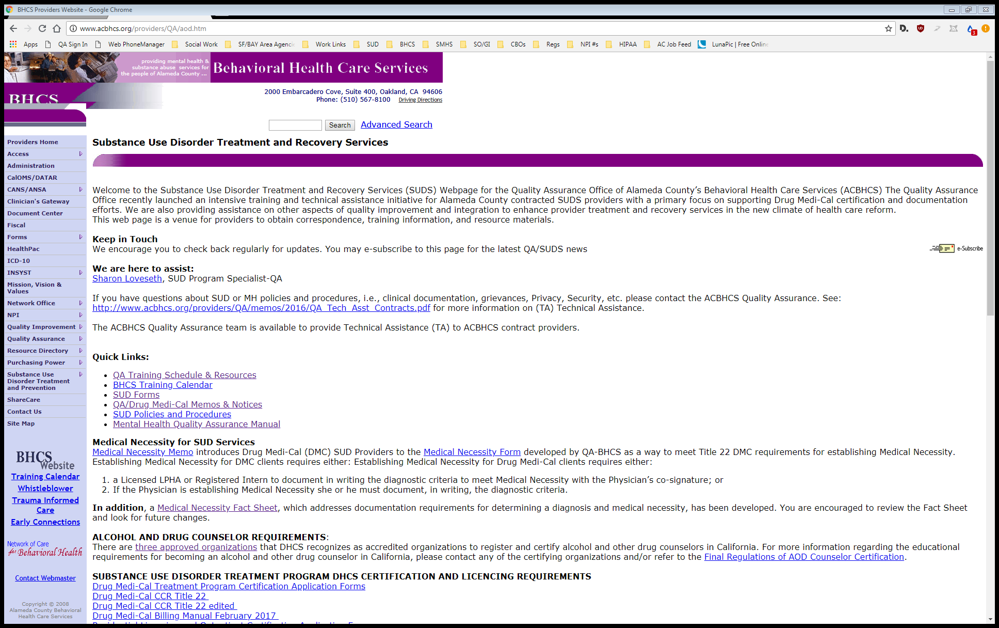 BHCS Providers Website - Google Chrome
www.acbhcs.org/providers/QA/aod.htm
Apps QA Sign In Web PhoneManager Social Work SF/BAY Area Agenci Work Links SUD BHCS SMHS SO/GI CBOs Regs NPI #s HIPAA AC Job Feed LunaPic | Free Online
D. 3
providing mental health &
substance abuse services for
the people of Alameda County ...
Behavioral Health Care Services
BHCS
2000 Embarcadero Cove, Suite 400, Oakland, CA 94606
Phone: (510) 567-8100 Driving Directions
Search Advanced Search
Providers Home
Access
Administration
CalOMS/DATAR
CANS/ANSA
Clinician's Gateway
Document Center
Fiscal
Forms
HealthPac
ICD-10
INSYST
Mission, Vision &
Values
Network Office
NPI
Quality Improvement
Quality Assurance
Resource Directory
Purchasing Power
Substance Use
Disorder Treatment
and Prevention
ShareCare
Contact Us
Site Map
BHCS
Website
Training Calendar
Whistleblower
Trauma Informed
Care
Early Connections
Network of Care
for Behavioral Health
Contact Webmaster
Copyright © 2008
Alameda County Behavioral
Health Care Services
Substance Use Disorder Treatment and Recovery Services
Welcome to the Substance Use Disorder Treatment and Recovery Services (SUDS) Webpage for the Quality Assurance Office of Alameda County’s Behavioral Health Care Services (ACBHCS) The Quality Assurance
Office recently launched an intensive training and technical assistance initiative for Alameda County contracted SUDS providers with a primary focus on supporting Drug Medi-Cal certification and documentation
efforts. We are also providing assistance on other aspects of quality improvement and integration to enhance provider treatment and recovery services in the new climate of health care reform.
This web page is a venue for providers to obtain correspondence, training information, and resource materials.
Keep in Touch
We encourage you to check back regularly for updates. You may e-subscribe to this page for the latest QA/SUDS news
e-Subscribe
We are here to assist:
Sharon Loveseth, SUD Program Specialist-QA
If you have questions about SUD or MH policies and procedures, i.e., clinical documentation, grievances, Privacy, Security, etc. please contact the ACBHCS Quality Assurance. See:
http://www.acbhcs.org/providers/QA/memos/2016/QA_Tech_Asst_Contracts.pdf for more information on (TA) Technical Assistance.
The ACBHCS Quality Assurance team is available to provide Technical Assistance (TA) to ACBHCS contract providers.
Quick Links:
• QA Training Schedule & Resources
• BHCS Training Calendar
• SUD Forms
• QA/Drug Medi-Cal Memos & Notices
• SUD Policies and Procedures
• Mental Health Quality Assurance Manual
Medical Necessity for SUD Services
Medical Necessity Memo introduces Drug Medi-Cal (DMC) SUD Providers to the Medical Necessity Form developed by QA-BHCS as a way to meet Title 22 DMC requirements for establishing Medical Necessity.
Establishing Medical Necessity for DMC clients requires either: Establishing Medical Necessity for Drug Medi-Cal clients requires either:
1. a Licensed LPHA or Registered Intern to document in writing the diagnostic criteria to meet Medical Necessity with the Physician’s co-signature; or
2. If the Physician is establishing Medical Necessity she or he must document, in writing, the diagnostic criteria.
In addition, a Medical Necessity Fact Sheet, which addresses documentation requirements for determining a diagnosis and medical necessity, has been developed. You are encouraged to review the Fact Sheet
and look for future changes.
ALCOHOL AND DRUG COUNSELOR REQUIREMENTS:
There are three approved organizations that DHCS recognizes as accredited organizations to register and certify alcohol and other drug counselors in California. For more information regarding the educational
requirements for becoming an alcohol and other drug counselor in California, please contact any of the certifying organizations and/or refer to the Final Regulations of AOD Counselor Certification.
SUBSTANCE USE DISORDER TREATMENT PROGRAM DHCS CERTIFICATION AND LICENCING REQUIREMENTS
Drug Medi-Cal Treatment Program Certification Application Forms
Drug Medi-Cal CCR Title 22
Drug Medi-Cal CCR Title 22 edited
Drug Medi-Cal Billing Manual February 2017